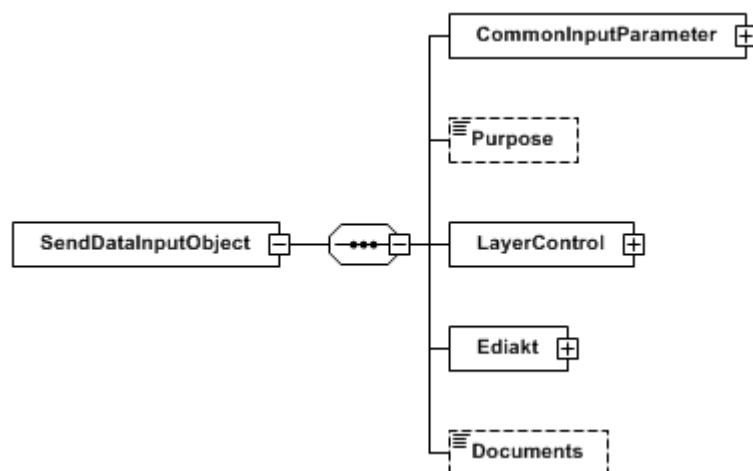 CommonInputParameter
Purpose
SendDataInputObject
LayerControl
Ediakt
Documents